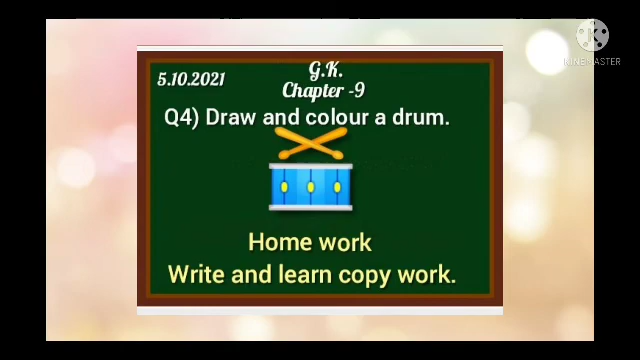 5.10.2021
G.K.
Chapter -9
Q4) Draw and colour a drum.
Home work
Write and learn copy work.
KINEMASTER